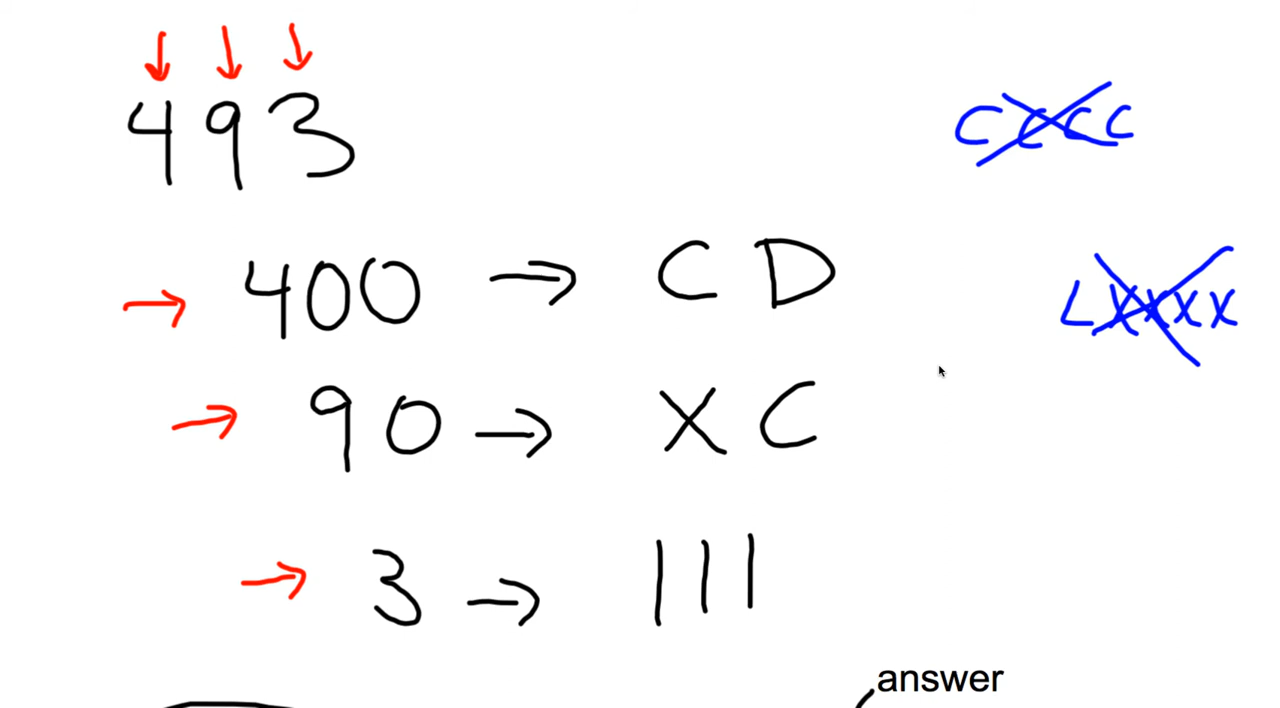 493
CCCC
400 → CD
LXXXX
90 → XC
3 → III
answer